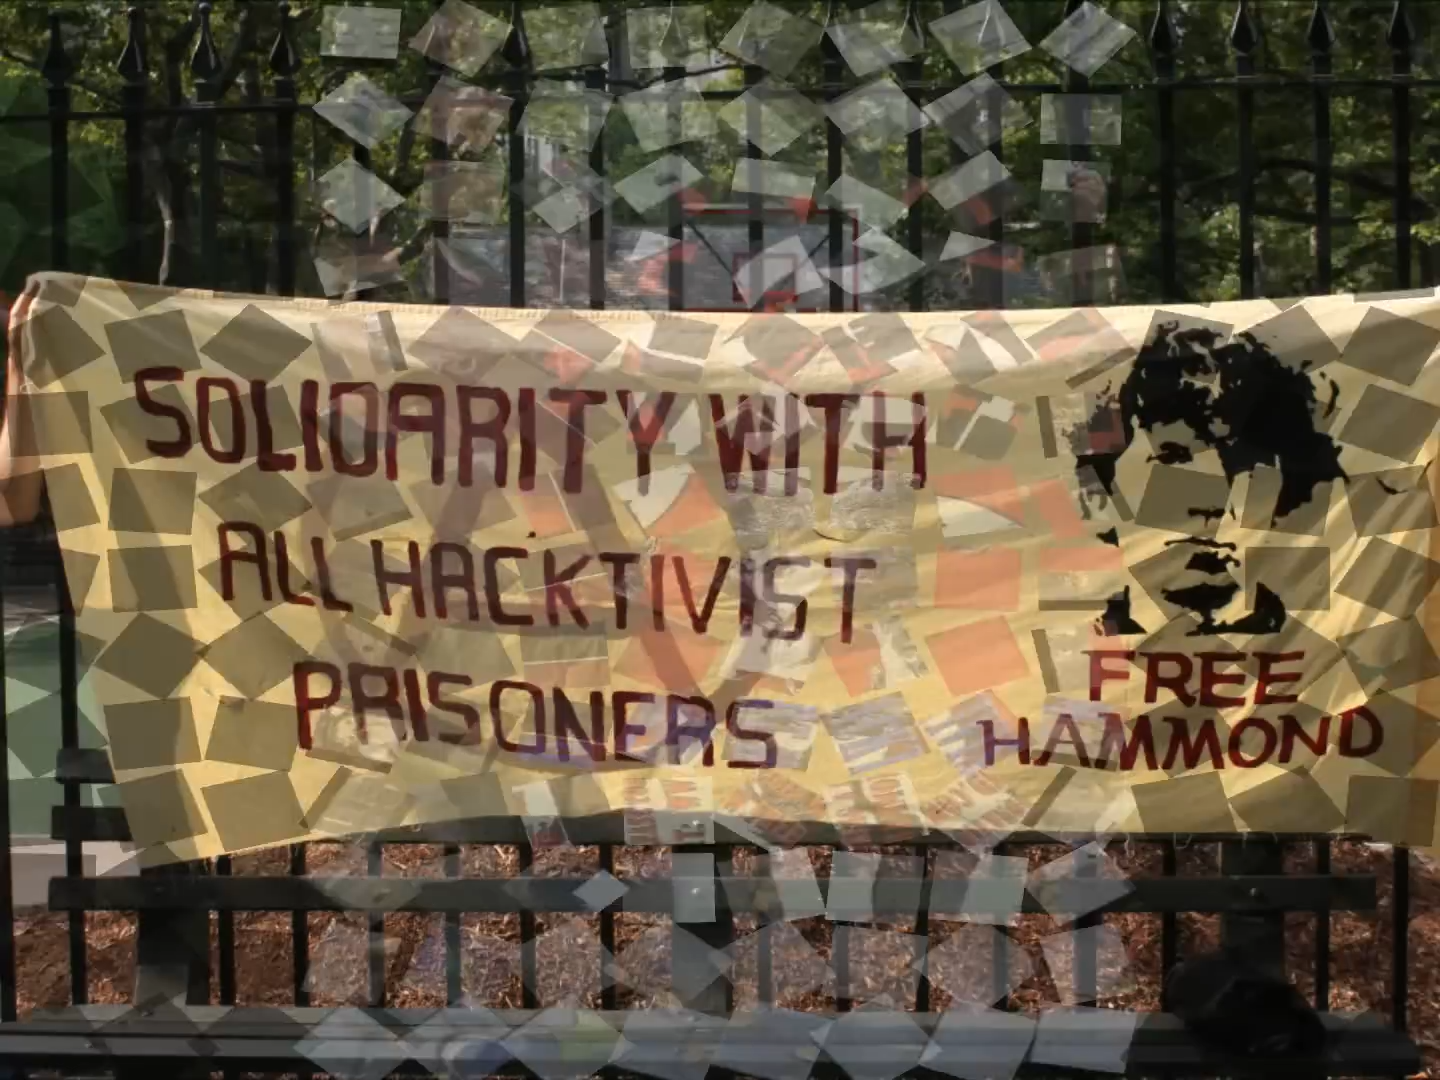 SOLIDARITY WITH
ALL HACKTIVIST
PRISONERS
FREE
HAMMOND